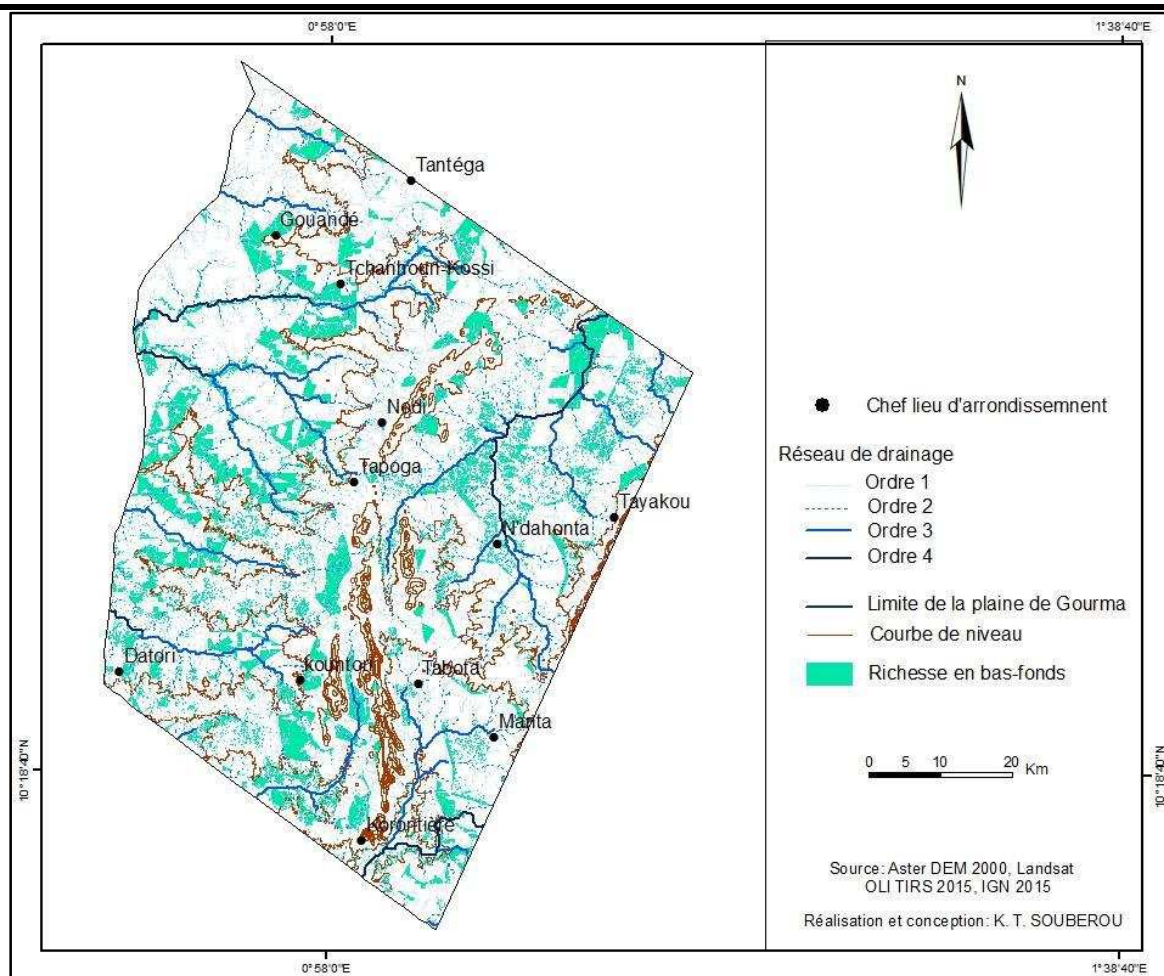 0°58'0"E
1°38'40"E
N
Tantéga
Gouandé
Tchanhoun-Kossi
Nodi
Tapoga
Tayakou
N'dahonta
Datori
kountori
Tabota
Manta
Korontière
Chef lieu d'arrondissemnent
Réseau de drainage
Ordre 1
Ordre 2
Ordre 3
Ordre 4
Limite de la plaine de Gourma
Courbe de niveau
Richesse en bas-fonds
0 5 10 20 Km
10°18'40"N
10°18'40"N
Source: Aster DEM 2000, Landsat
OLI TIRS 2015, IGN 2015
Réalisation et conception: K. T. SOUBEROU
0°58'0"E
1°38'40"E